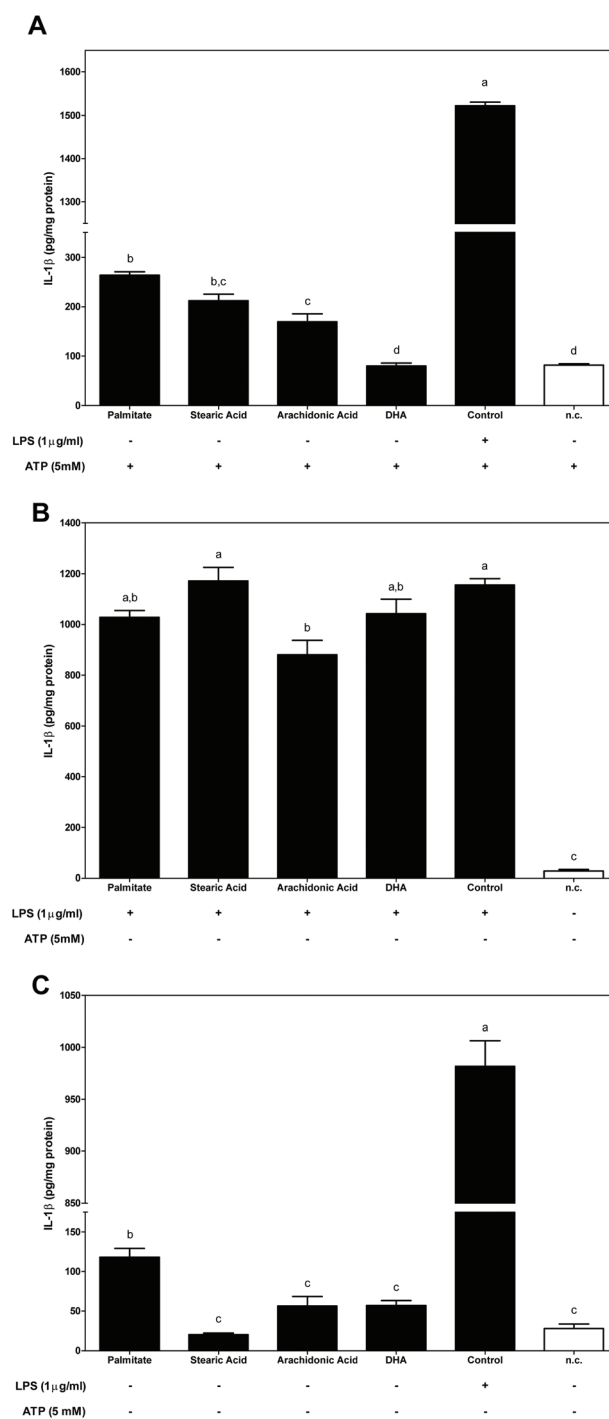 A
1600
a
1500
1400
1300
IL-1β (pg/mg protein)
300
b
b,c
200
c
100
d
d
0
Palmitate Stearic Acid Arachidonic Acid DHA Control n.c.
LPS (1μg/ml) - - - - + -
ATP (5mM) + + + + + +
B
1400
1200
a
a
a,b
a,b
1000
b
800
IL-1β (pg/mg protein)
600
400
200
c
0
Palmitate Stearic Acid Arachidonic Acid DHA Control n.c.
LPS (1μg/ml) + + + + + -
ATP (5mM) - - - - - -
C
1050
a
1000
950
900
850
IL-1β (pg/mg protein)
150
b
100
c
c
50
c
c
0
Palmitate Stearic Acid Arachidonic Acid DHA Control n.c.
LPS (1μg/ml) - - - - + -
ATP (5 mM) - - - - - -